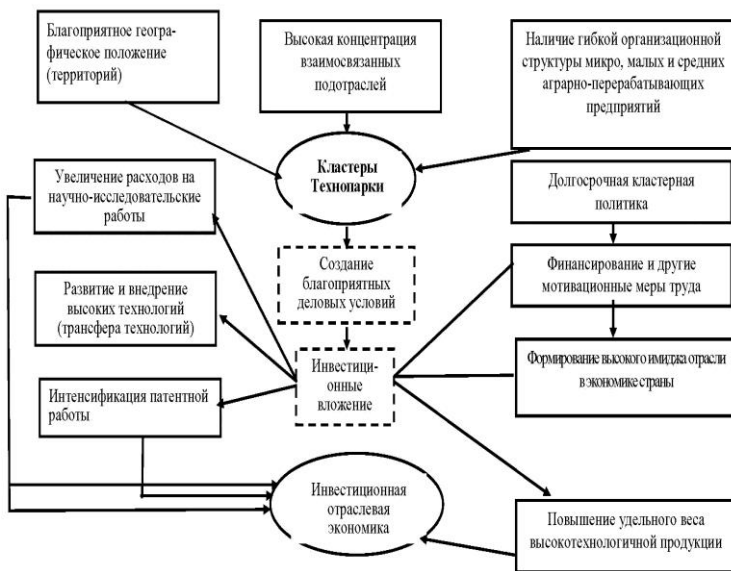 Благоприятное геогра-
фическое положение
(территорий)
Высокая концентрация
взаимосвязанных
подотраслей
Наличие гибкой организационной
структуры микро, малых и средних
аграрно-перерабатывающих
предприятий
Кластеры
Технопарки
Увеличение расходов на
научно-исследовательские
работы
Долгосрочная кластерная
политика
Создание
благоприятных
деловых условий
Финансирование и другие
мотивационные меры труда
Развитие и внедрение
высоких технологий
(трансфера технологий)
Инвестици-
онные
вложение
Формирование высокого имиджа отрасли
в экономике страны
Интенсификация патентной
работы
Инвестиционная
отраслевая
экономика
Повышение удельного веса
высокотехнологичной продукции